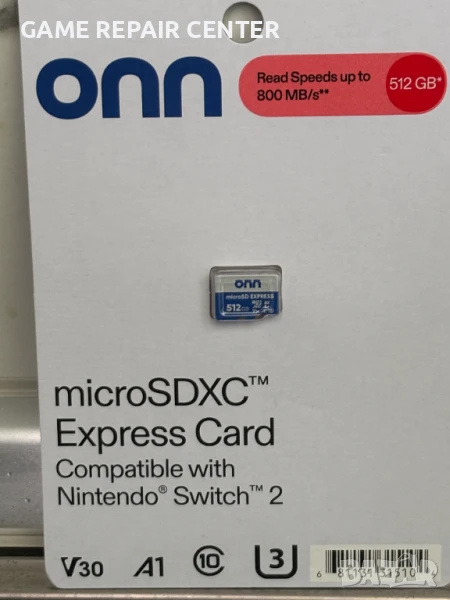 GAME REPAIR CENTER
onn
Read Speeds up to
800 MB/s**
512 GB*
onn
microSD EXPRESS
512GB
microSDXC™
Express Card
Compatible with
Nintendo® Switch™ 2
V30 A1 10 3